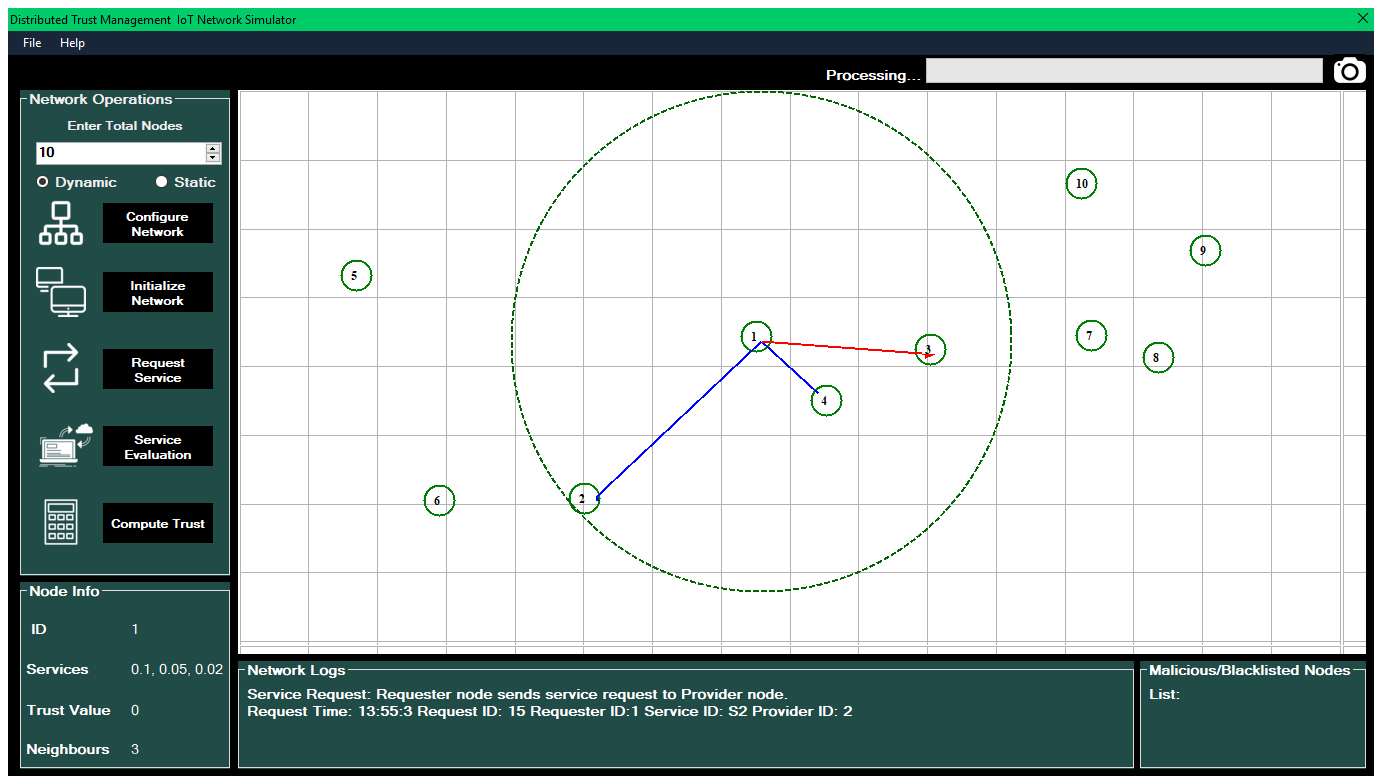 Distributed Trust Management  IoT Network Simulator
File Help
Processing...
Network Operations
Enter Total Nodes
10
Dynamic Static
Configure
Network
Initialize
Network
Request
Service
Service
Evaluation
Compute Trust
10
9
5
1
7
3
8
4
6
2
Node Info
ID 1
Services 0.1, 0.05, 0.02
Trust Value 0
Neighbours 3
Network Logs
Service Request: Requester node sends service request to Provider node.
Request Time: 13:55:3 Request ID: 15 Requester ID:1 Service ID: S2 Provider ID: 2
Malicious/Blacklisted Nodes
List: